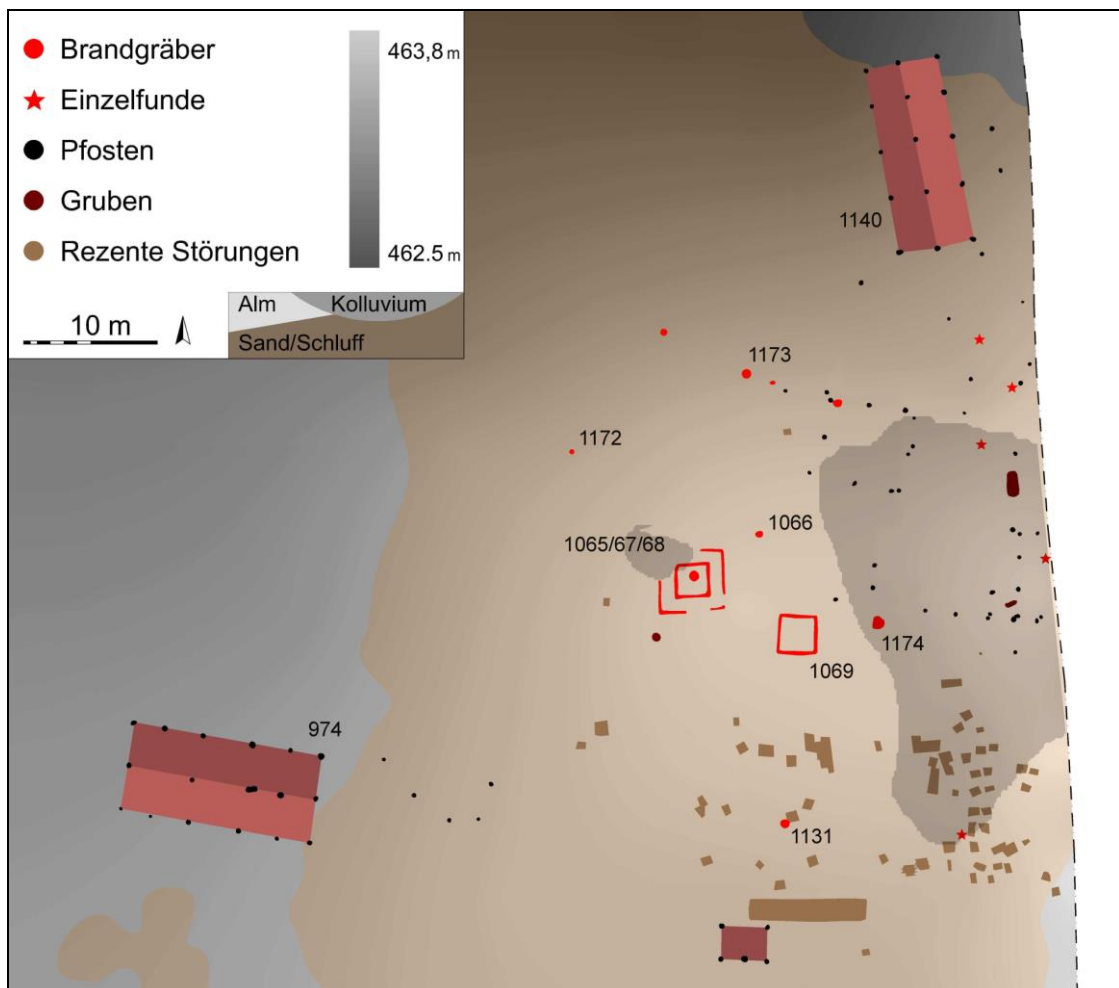 Brandgräber
463,8 m
Einzelfunde
Pfosten
Gruben
Rezente Störungen
462.5 m
10 m
Alm
Kolluvium
Sand/Schluff
1140
1173
1172
1066
1065/67/68
1174
1069
974
1131